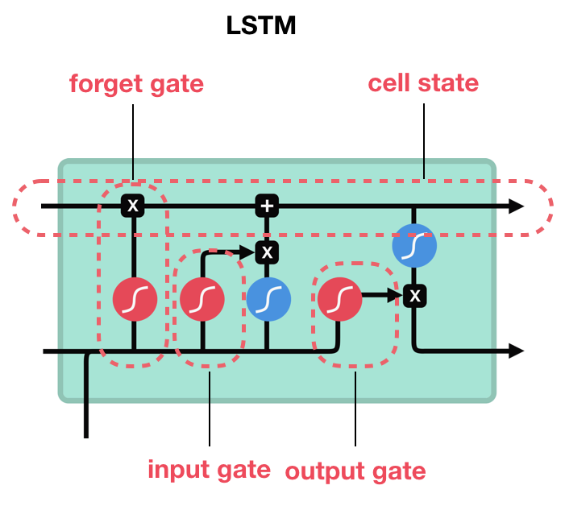 LSTM
forget gate
cell state
X
+
X
X
input gate
output gate